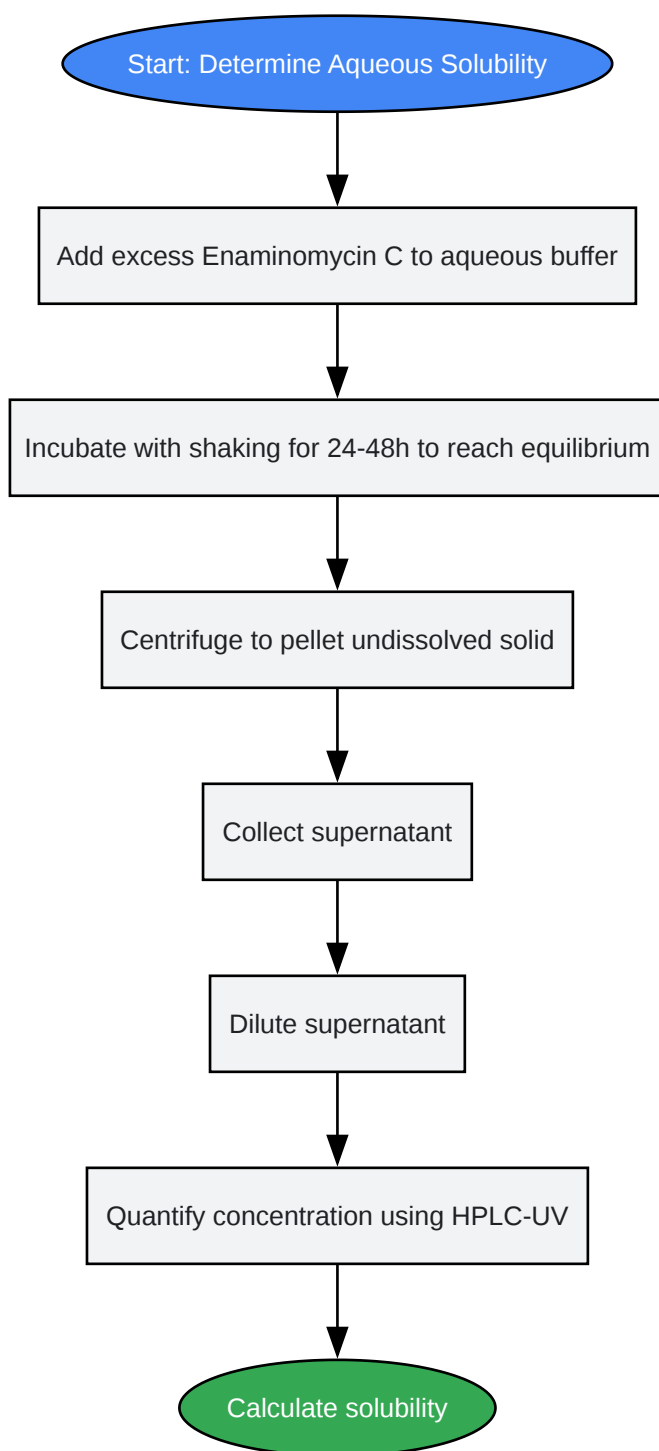 Start: Determine Aqueous Solubility
Add excess Enaminomycin C to aqueous buffer
Incubate with shaking for 24-48h to reach equilibrium
Centrifuge to pellet undissolved solid
Collect supernatant
Dilute supernatant
Quantify concentration using HPLC-UV
Calculate solubility